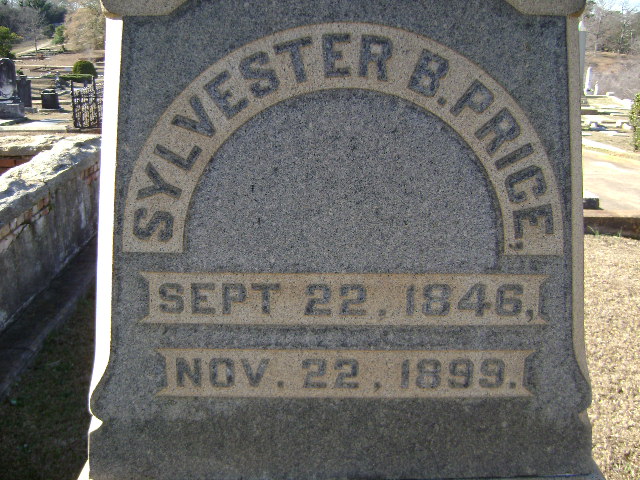 SYLVESTER B. PRICE,
SEPT 22, 1846,
NOV. 22, 1899.